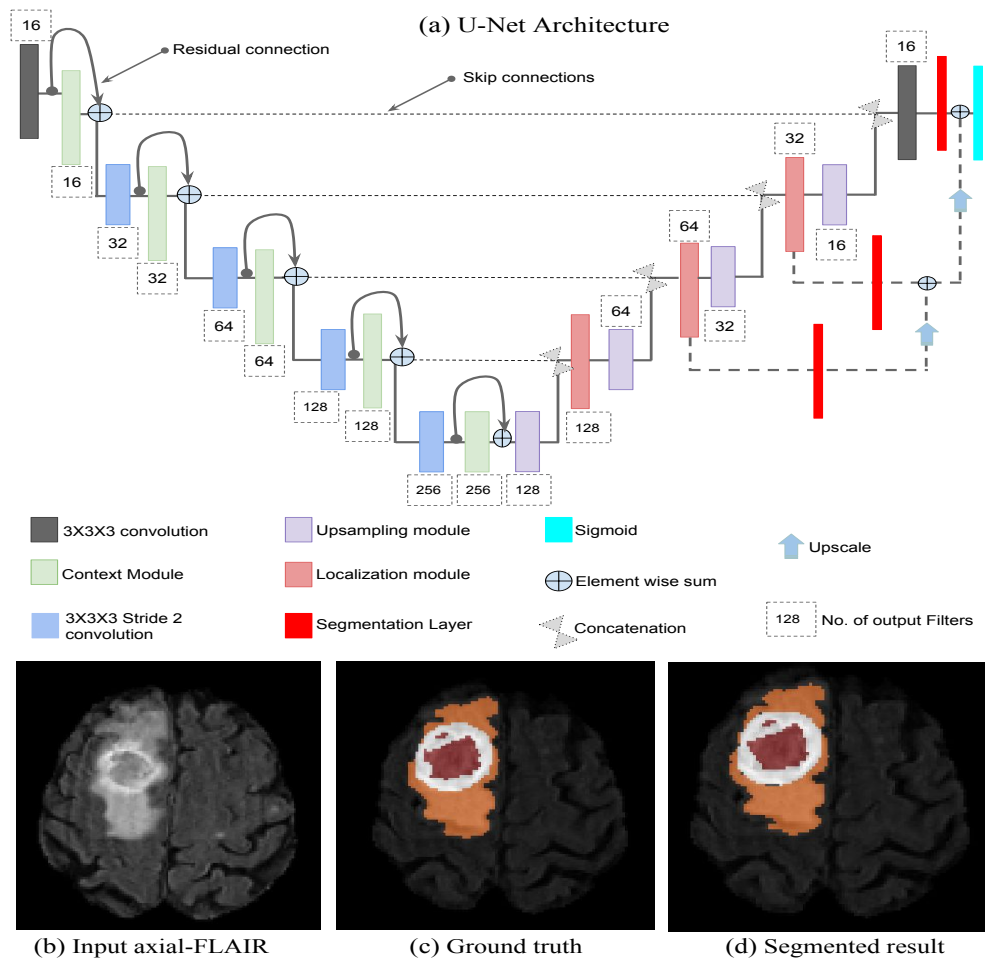 (a) U-Net Architecture
16
16
Residual connection
Skip connections
32
16
64
32
32
16
64
64
64
32
128
128
128
256
256
128
3X3X3 convolution
Upsampling module
Sigmoid
Upscale
Context Module
Localization module
Element wise sum
3X3X3 Stride 2
convolution
Segmentation Layer
Concatenation
128
No. of output Filters
(b) Input axial-FLAIR
(c) Ground truth
(d) Segmented result